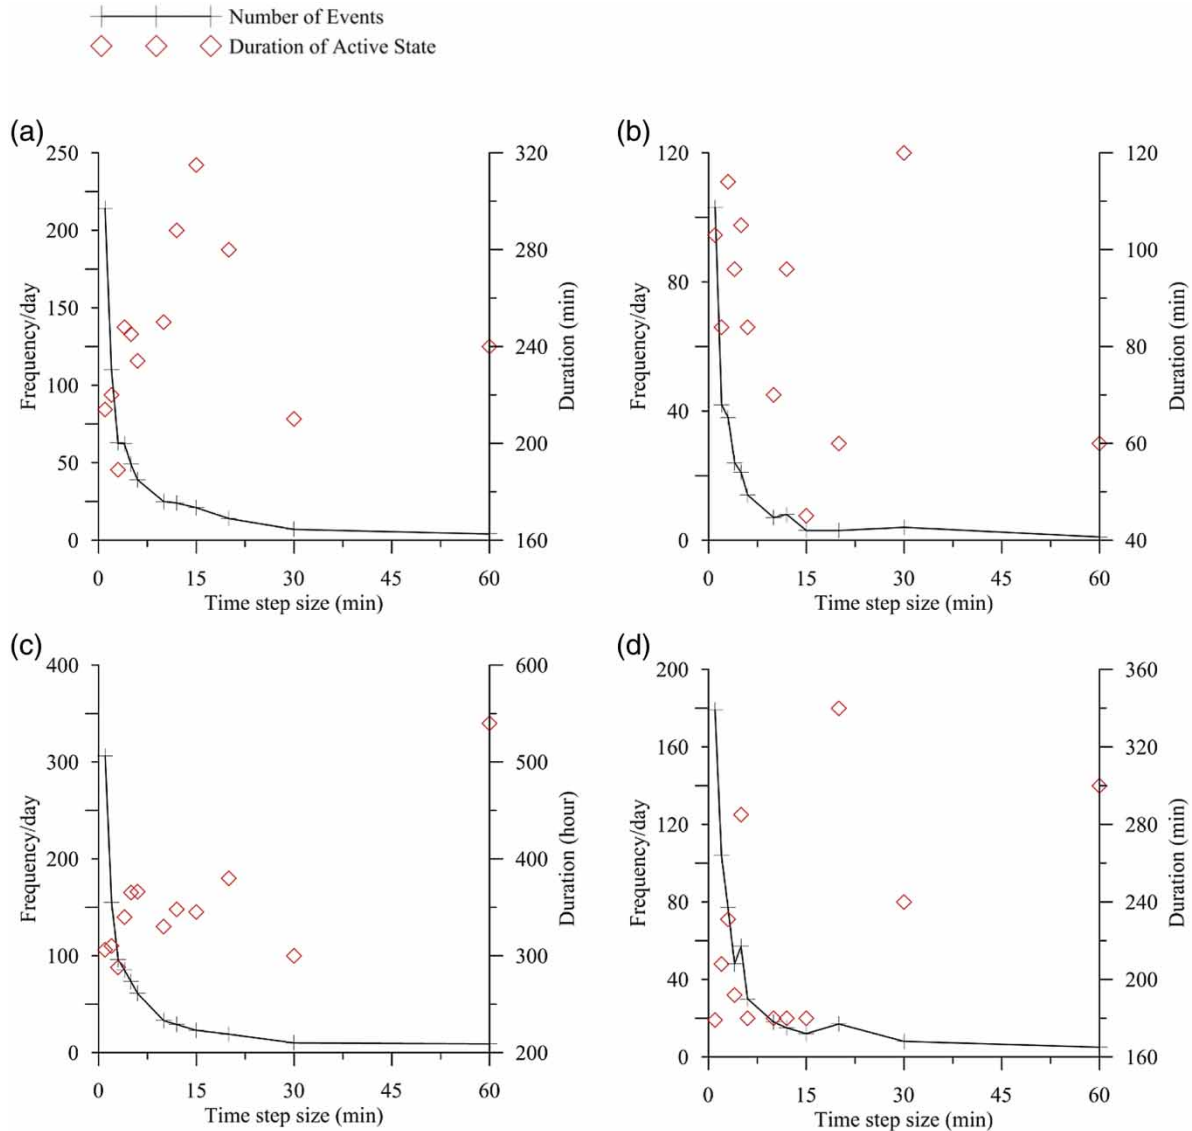 Number of Events
Duration of Active State
(a)
250
200
150
100
50
0
Frequency/day
320
280
240
200
160
Duration (min)
0 15 30 45 60
Time step size (min)
(b)
120
80
40
0
Frequency/day
120
100
80
60
40
Duration (min)
0 15 30 45 60
Time step size (min)
(c)
400
300
200
100
0
Frequency/day
600
500
400
300
200
Duration (hour)
0 15 30 45 60
Time step size (min)
(d)
200
160
120
80
40
0
Frequency/day
360
320
280
240
200
160
Duration (min)
0 15 30 45 60
Time step size (min)